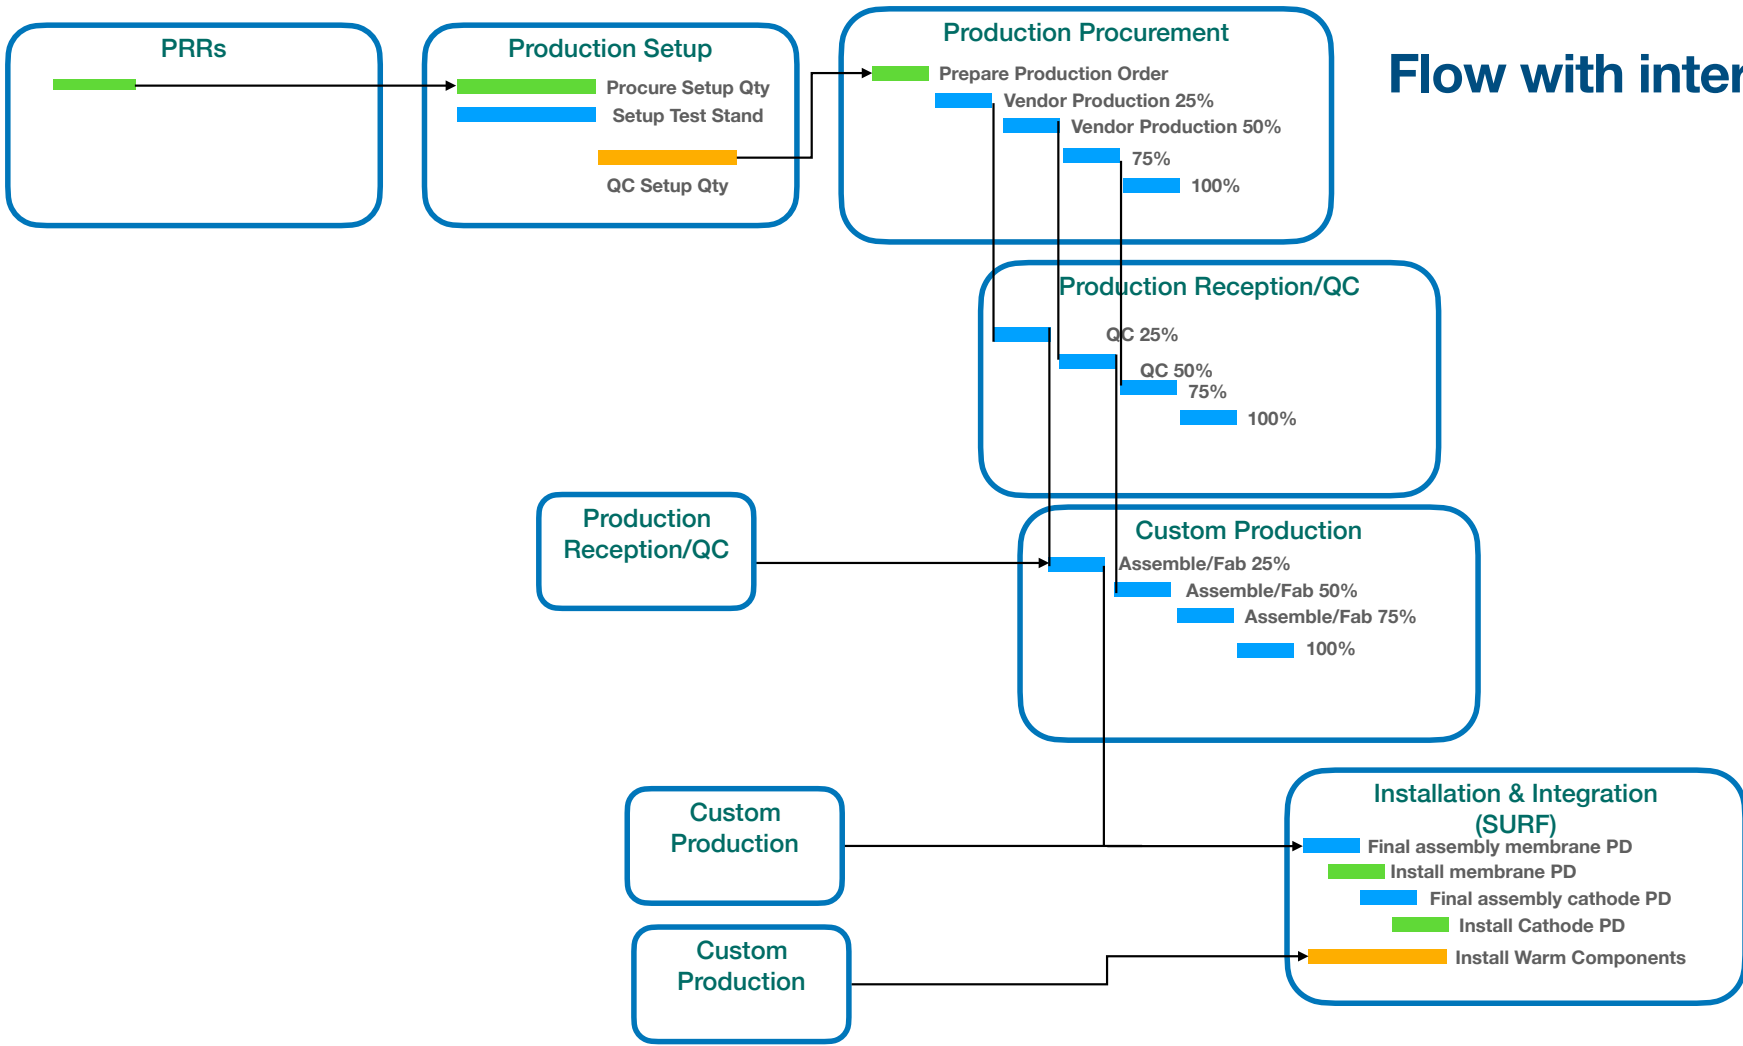 Flow with inter
PRRs
Production Setup
Procure Setup Qty
Setup Test Stand
QC Setup Qty
Production Procurement
Prepare Production Order
Vendor Production 25%
Vendor Production 50%
75%
100%
Production Reception/QC
QC 25%
QC 50%
75%
100%
Production
Reception/QC
Custom Production
Assemble/Fab 25%
Assemble/Fab 50%
Assemble/Fab 75%
100%
Custom
Production
Custom
Production
Installation & Integration
(SURF)
Final assembly membrane PD
Install membrane PD
Final assembly cathode PD
Install Cathode PD
Install Warm Components